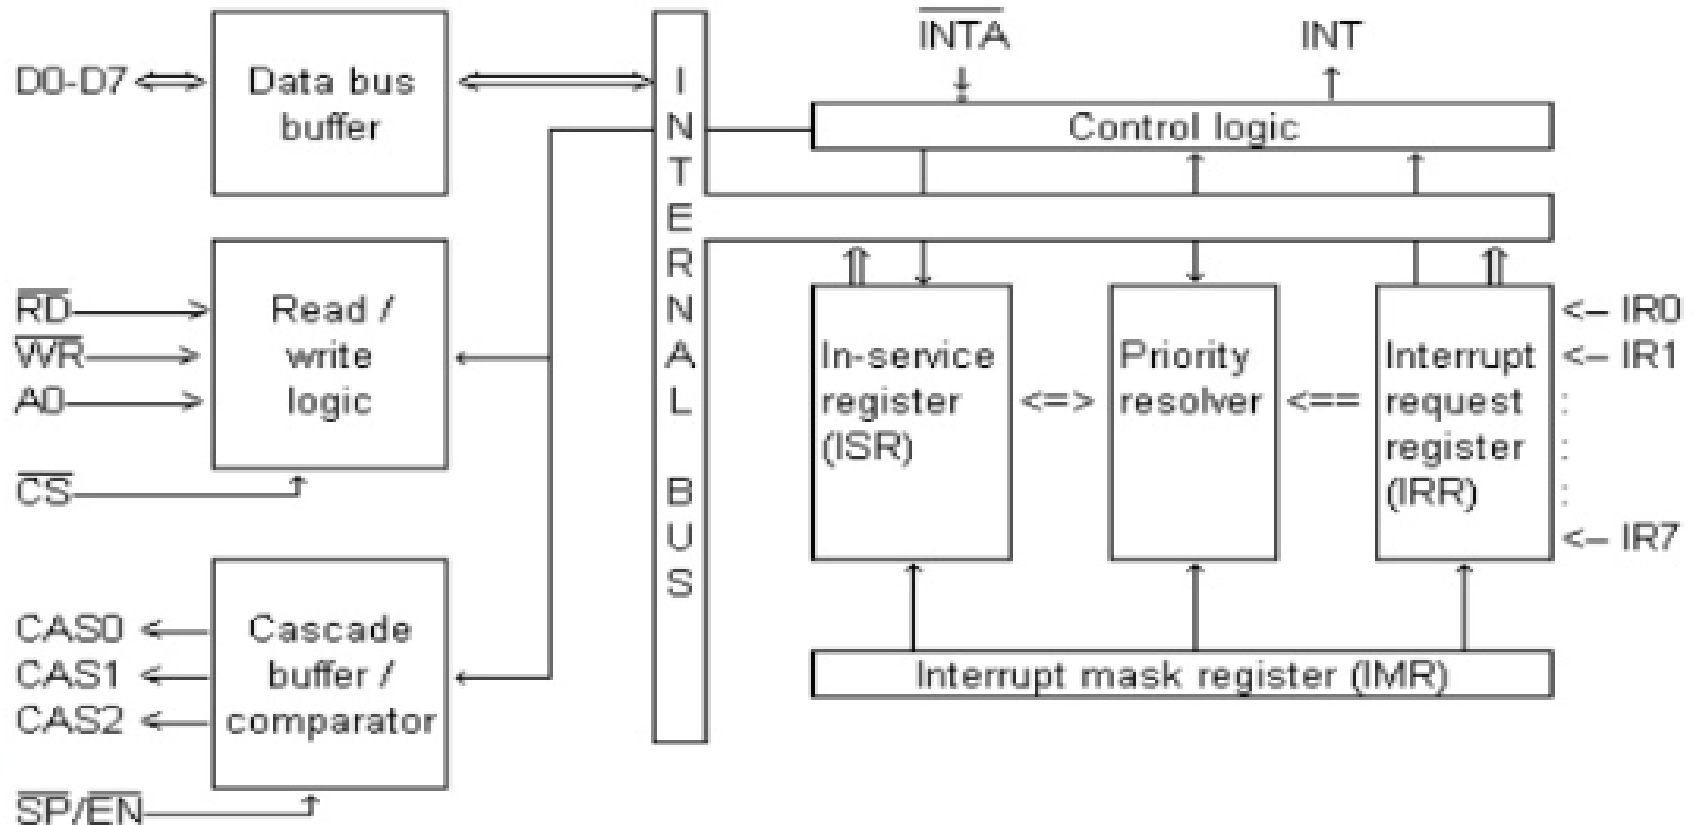 D0-D7
Data bus
buffer
RD
WR
A0
CS
Read /
write
logic
CAS0
CAS1
CAS2
SP/EN
Cascade
buffer /
comparator
INTERNAL BUS
INTA
INT
Control logic
In-service
register
(ISR)
<=>
Priority
resolver
<==
Interrupt
request
register
(IRR)
<– IR0
<– IR1
:
:
:
<– IR7
Interrupt mask register (IMR)